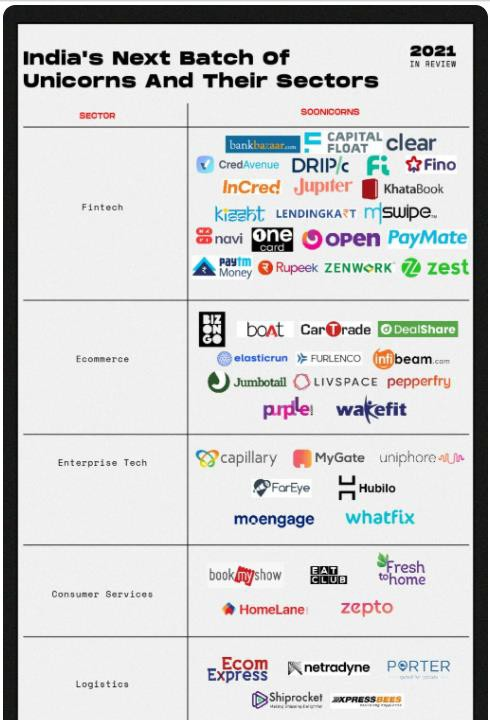 India's Next Batch Of
Unicorns And Their Sectors
2021
IN REVIEW
SECTOR
SOONICORNS
Fintech
bankbazaar.com CAPITAL FLOAT clear
CredAvenue DRIP/c Fi Fino
InCred Jupiter KhataBook
kissht LENDINGKART mswipe
navi one card open PayMate
paytm Money Rupeek ZENWORK zest
Ecommerce
BIZONGO boAt CarTrade DealShare
elasticrun FURLENCO infibeam.com
Jumbotail LIVSPACE pepperfry
purplle wakefit
Enterprise Tech
capillary MyGate uniphore
FarEye Hubilo
moengage whatfix
Consumer Services
bookmyshow EAT CLUB Fresh to home
HomeLane zepto
Logistics
Ecom Express netradyne PORTER
Shiprocket XPRESSBEES